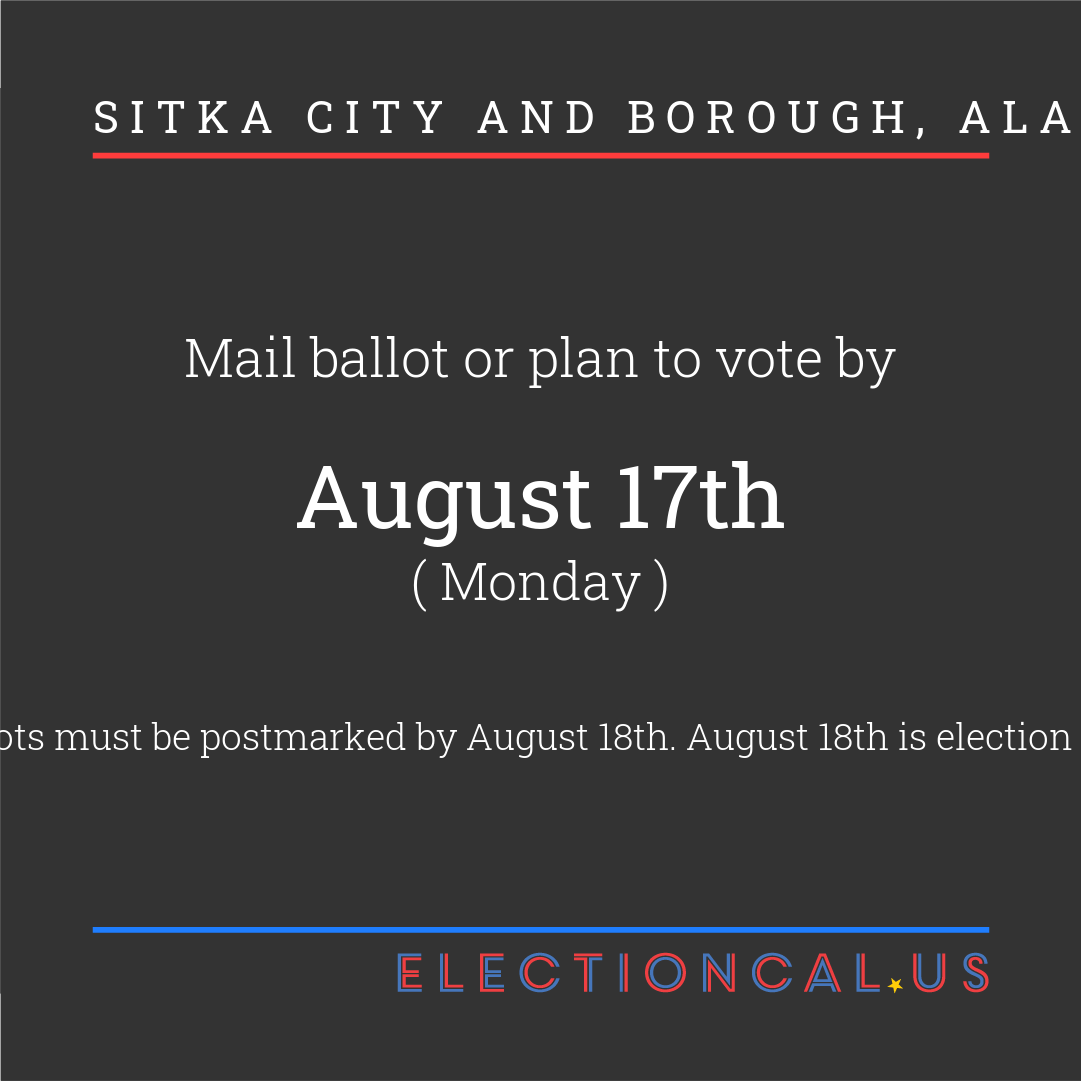 SITKA CITY AND BOROUGH, ALA
Mail ballot or plan to vote by
August 17th
( Monday )
ots must be postmarked by August 18th. August 18th is election
ELECTIONCAL.US